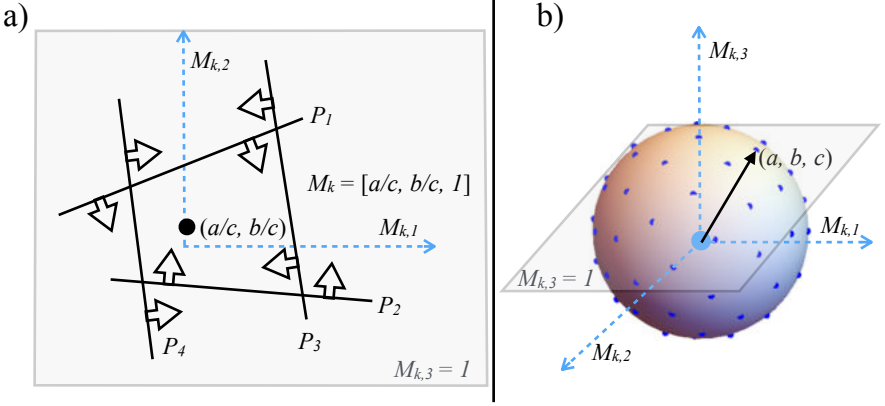 a)
M_{k,2}
P_1
M_k = [a/c, b/c, 1]
(a/c, b/c)
M_{k,1}
P_2
P_3
P_4
M_{k,3} = 1
b)
M_{k,3}
(a, b, c)
M_{k,1}
M_{k,3} = 1
M_{k,2}